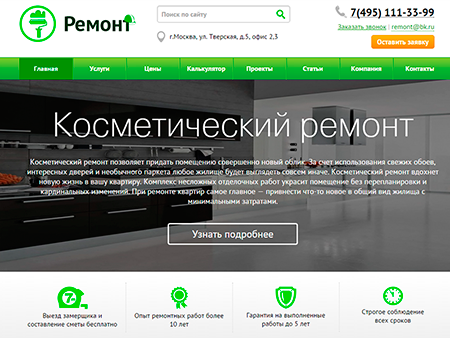 Ремонт
Поиск по сайту
7(495) 111-33-99
г.Москва, ул. Тверская, д.5, офис 2,3
Заказать звонок | remont@bk.ru
Оставить заявку
Главная Услуги Цены Калькулятор Проекты Статьи Компания Контакты
Косметический ремонт
Косметический ремонт позволяет придать помещению совершенно новый облик. За счет использования свежих обоев,
интересных дверей и необычного паркета любое жилище будет выглядеть совсем иначе. Косметический ремонт вдохнет
новую жизнь в вашу квартиру. Комплекс несложных отделочных работ украсит помещение без перепланировки и
кардинальных изменений. При ремонте квартир самое главное – привнести что-то новое в общий вид жилища с
минимальными затратами.
Узнать подробнее
Выезд замерщика и
составление сметы бесплатно
Опыт ремонтных работ более
10 лет
Гарантия на выполненные
работы до 5 лет
Строгое соблюдение
всех сроков